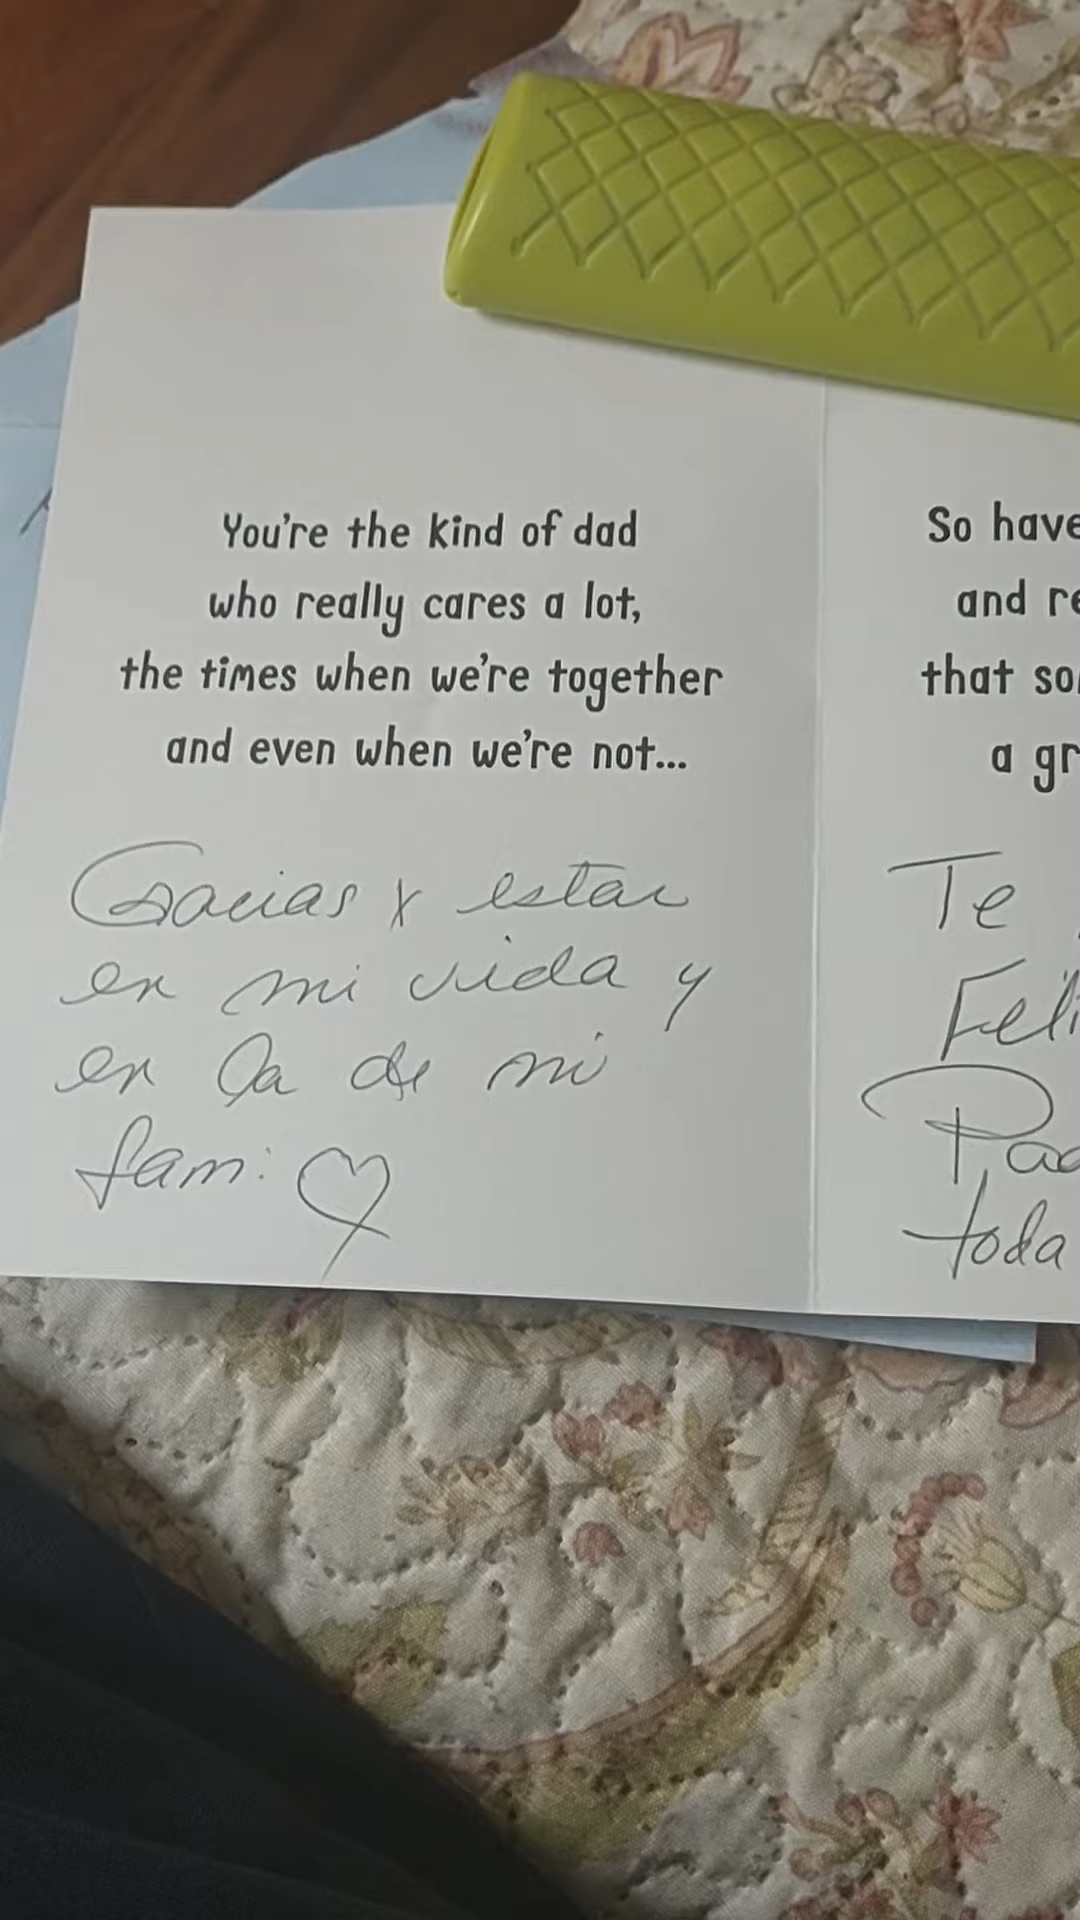 You're the kind of dad
who really cares a lot,
the times when we're together
and even when we're not...
Gracias x estar
en mi vida y
en la de mi
fam: ♡
So have
and re
that so
a gr
Te
Feli
Pad
toda